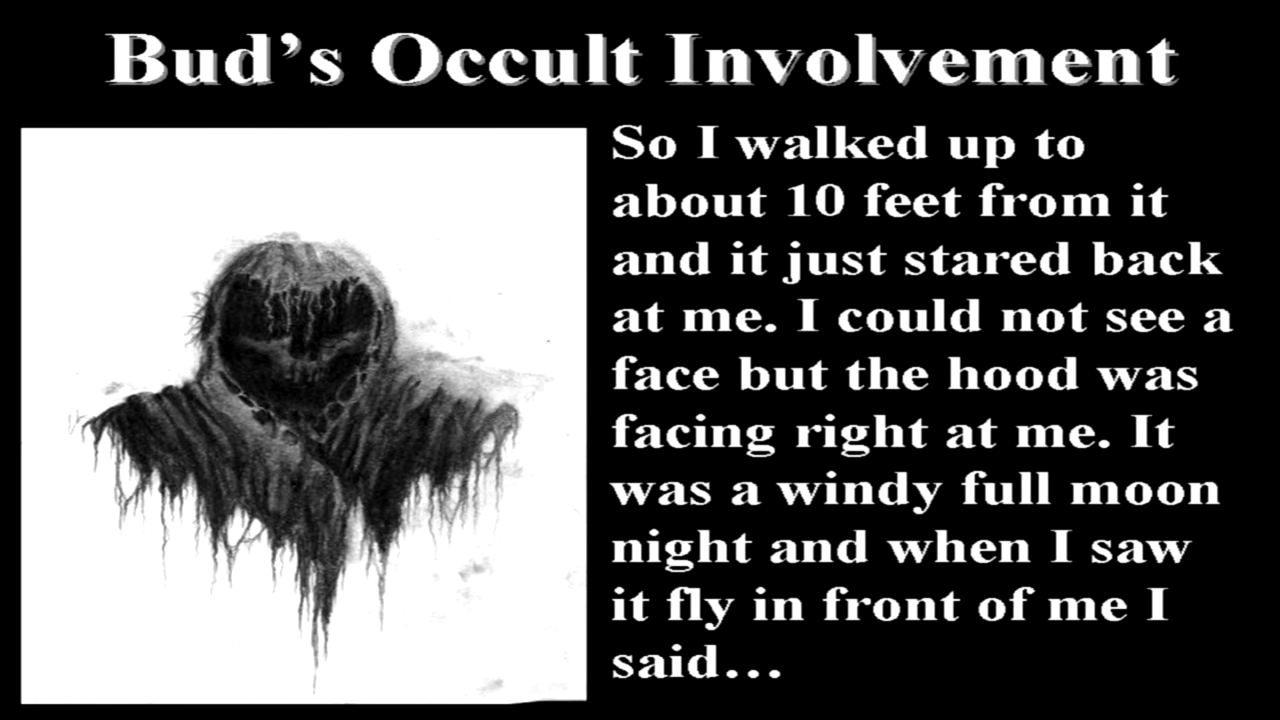 Bud’s Occult Involvement
So I walked up to
about 10 feet from it
and it just stared back
at me. I could not see a
face but the hood was
facing right at me. It
was a windy full moon
night and when I saw
it fly in front of me I
said…